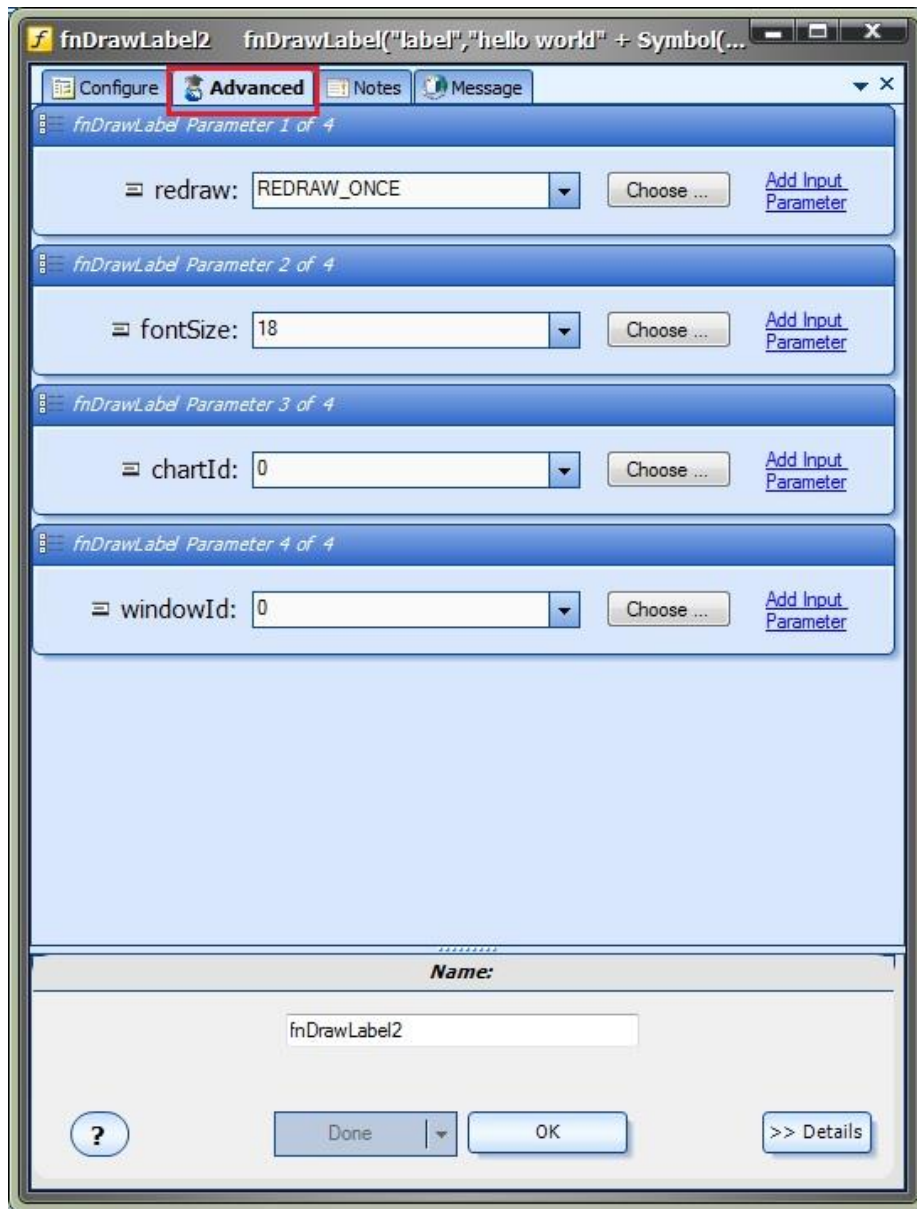 fnDrawLabel2 fnDrawLabel("label","hello world" + Symbol(...
Configure Advanced Notes Message
fnDrawLabel Parameter 1 of 4
redraw: REDRAW_ONCE Choose ... Add Input
Parameter
fnDrawLabel Parameter 2 of 4
fontSize: 18 Choose ... Add Input
Parameter
fnDrawLabel Parameter 3 of 4
chartId: 0 Choose ... Add Input
Parameter
fnDrawLabel Parameter 4 of 4
windowId: 0 Choose ... Add Input
Parameter
Name:
fnDrawLabel2
? Done OK >> Details